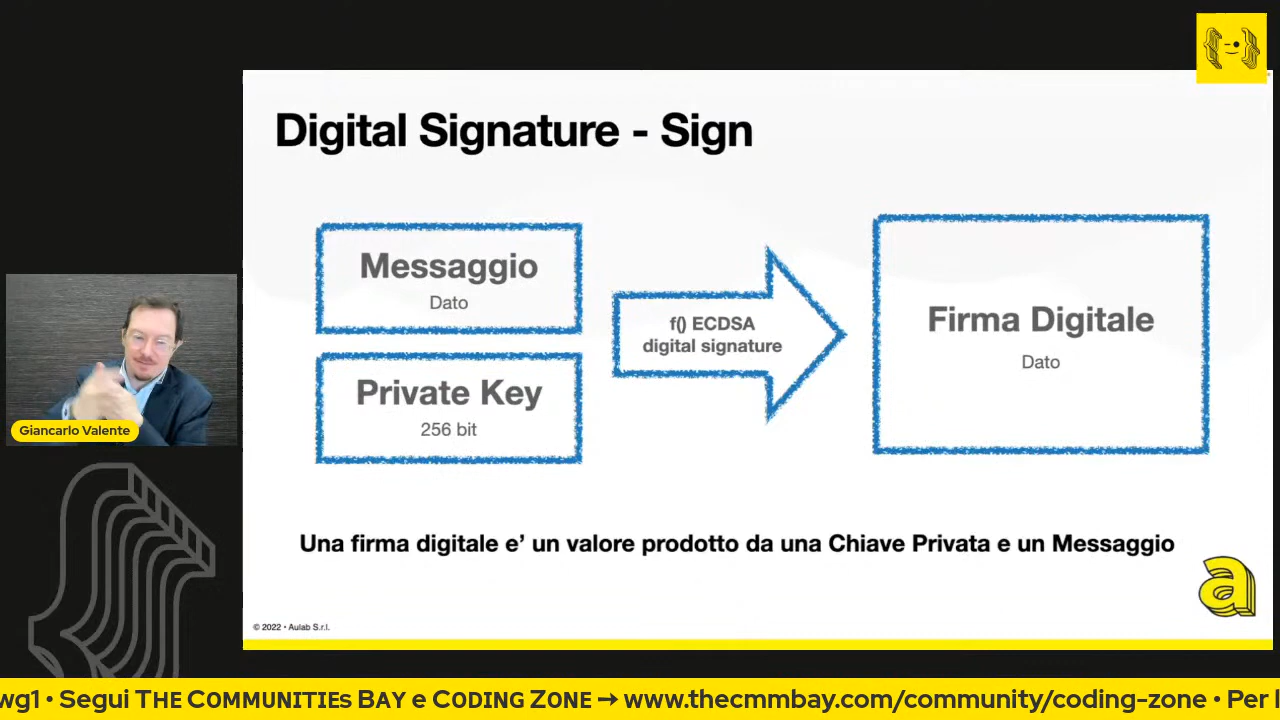 Digital Signature - Sign
Messaggio
Dato
Private Key
256 bit
f() ECDSA
digital signature
Firma Digitale
Dato
Una firma digitale e’ un valore prodotto da una Chiave Privata e un Messaggio
© 2022 • Aulab S.r.l.
a
Giancarlo Valente
wg1 • Segui THE COMMUNITIEs BAY e CODING ZONE → www.thecmmbay.com/community/coding-zone • Per l